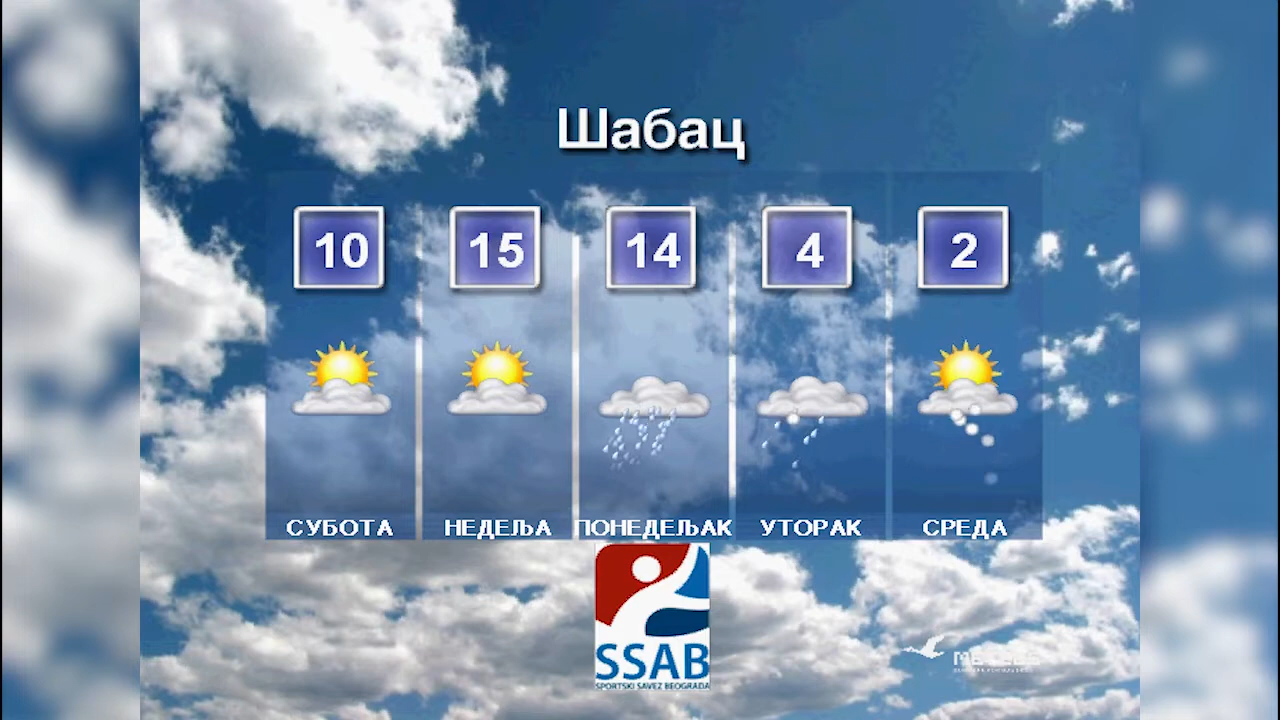 Шабац
10 15 14 4 2
СУБОТА НЕДЕЉА ПОНЕДЕЉАК УТОРАК СРЕДА
SSAB
SPORTSKI SAVEZ BEOGRADA